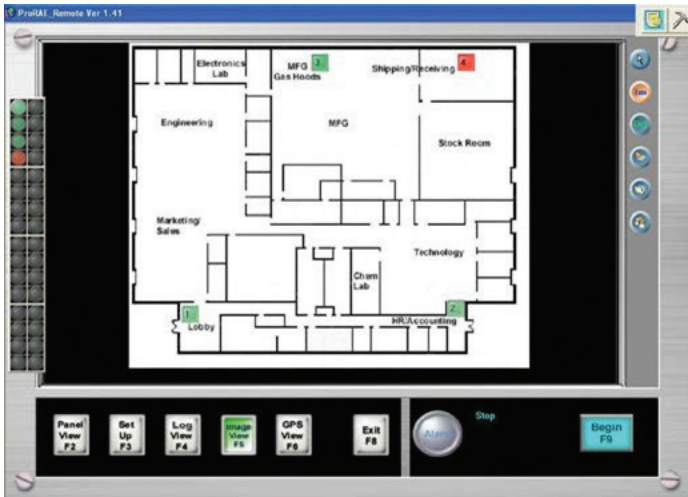 ProRAE_Remote Ver 1.41
Electronics
Lab
MFG
Gas Hoods
3
Shipping/Receiving
4
Engineering
MFG
Stock Room
Marketing/
Sales
Technology
Chem
Lab
1
Lobby
2
HR/Accounting
Panel
View
F2
Set
Up
F3
Log
View
F4
Image
View
F5
GPS
View
F6
Exit
F8
Alarm
Stop
Begin
F9